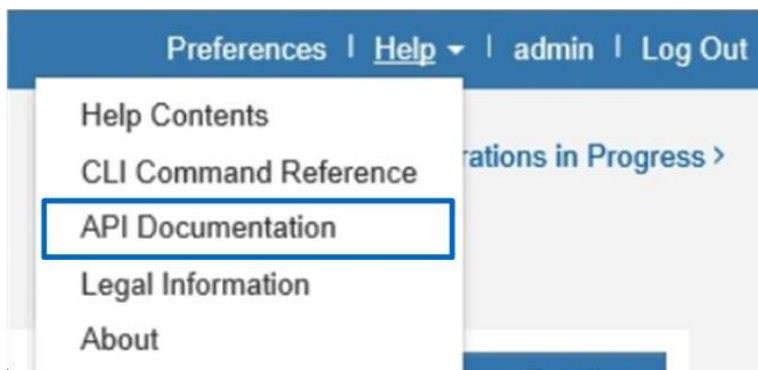 Preferences | Help | admin | Log Out
Help Contents
CLI Command Reference
rations in Progress >
API Documentation
Legal Information
About